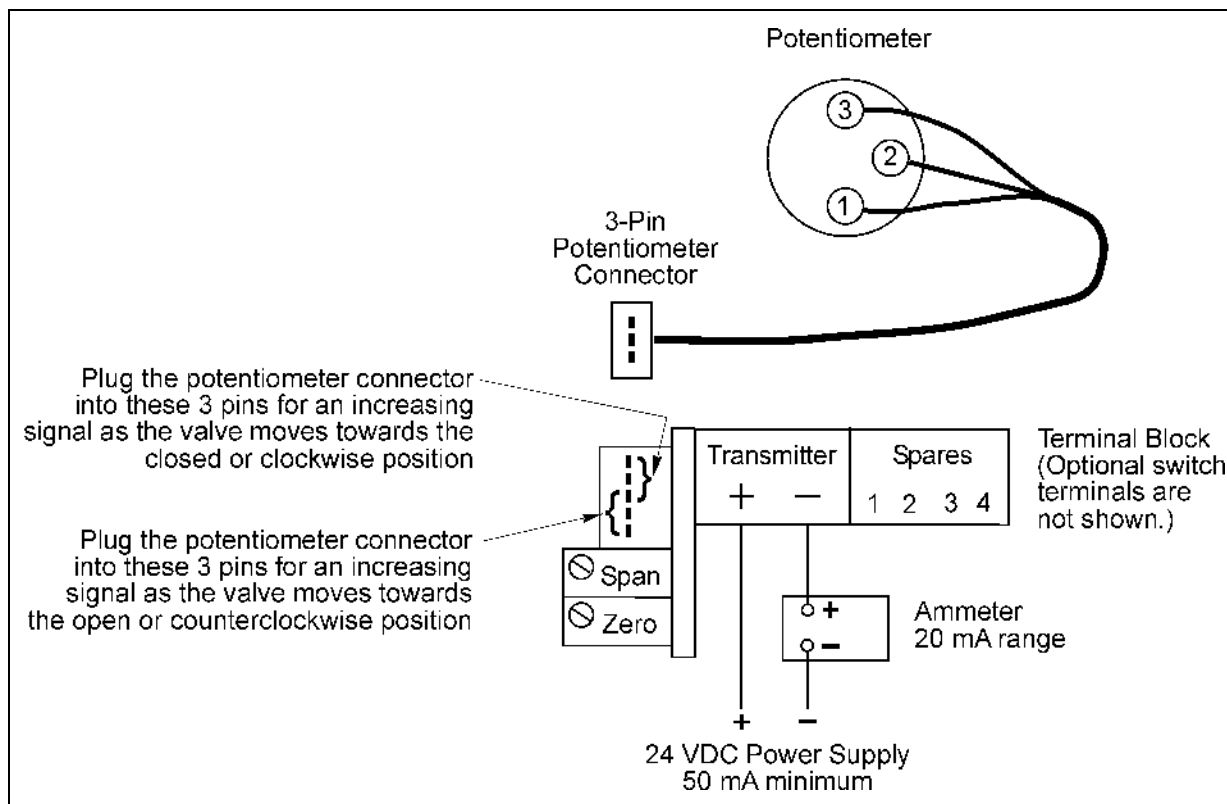 Potentiometer
3
2
1
3-Pin
Potentiometer
Connector
Plug the potentiometer connector
into these 3 pins for an increasing
signal as the valve moves towards the
closed or clockwise position
Plug the potentiometer connector
into these 3 pins for an increasing
signal as the valve moves towards
the open or counterclockwise position
Span
Zero
Transmitter
+ –
Spares
1 2 3 4
Terminal Block
(Optional switch
terminals are
not shown.)
+
–
Ammeter
20 mA range
+ –
24 VDC Power Supply
50 mA minimum